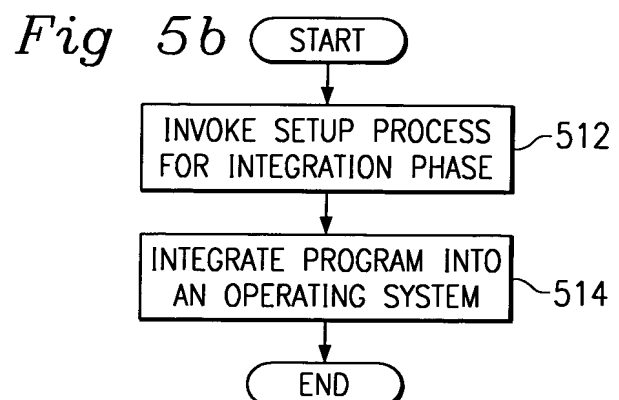 Fig 5b
START
INVOKE SETUP PROCESS
FOR INTEGRATION PHASE
512
INTEGRATE PROGRAM INTO
AN OPERATING SYSTEM
514
END